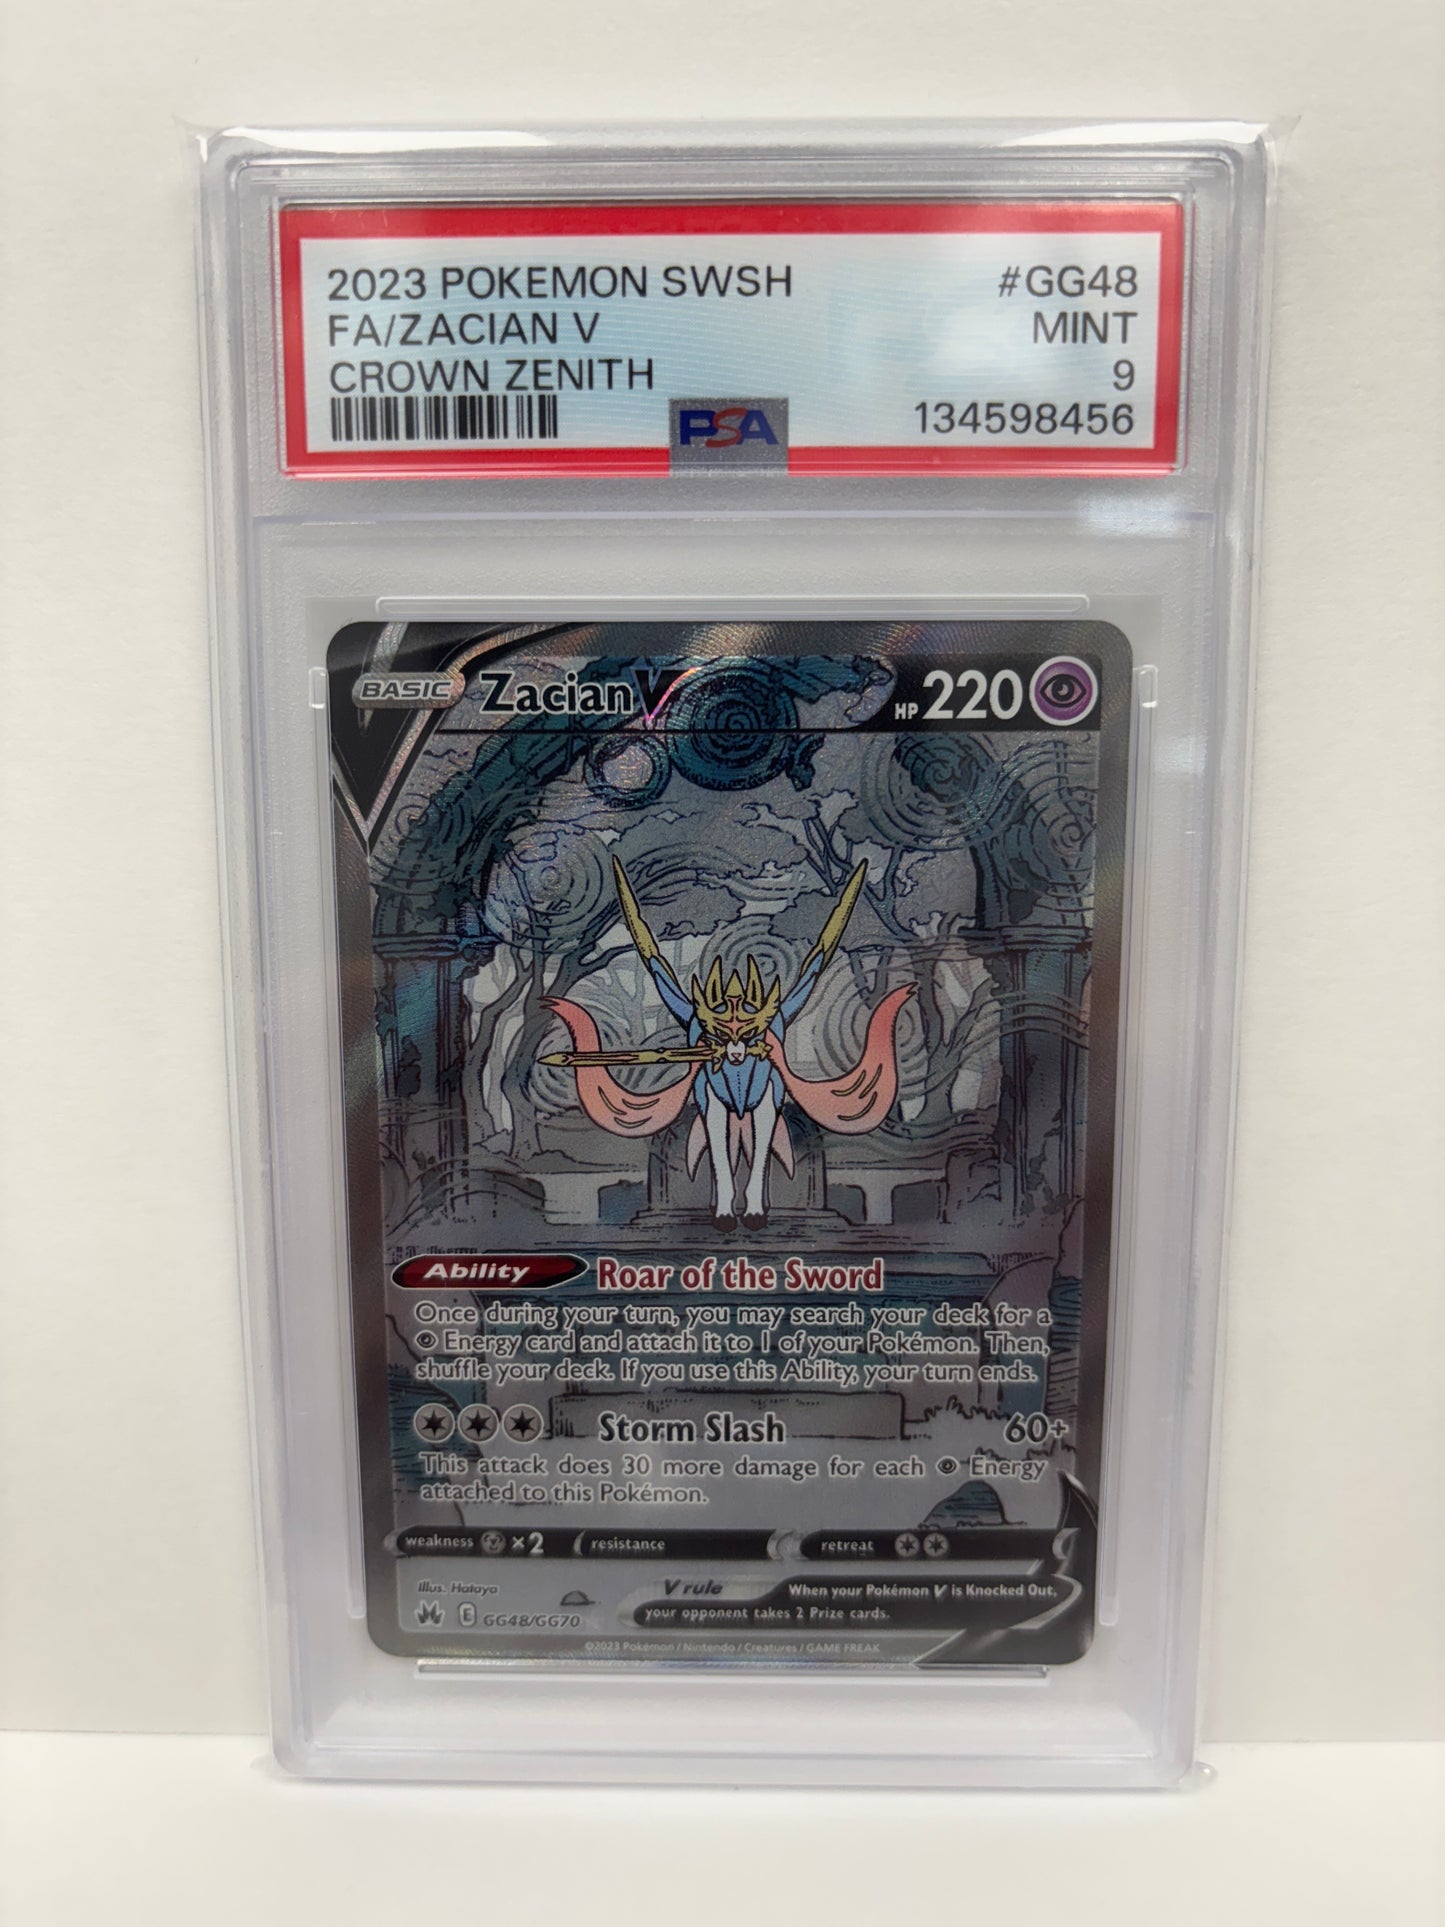 2023 POKEMON SWSH #GG48
FA/ZACIAN V MINT
CROWN ZENITH 9
PSA 134598456
BASIC Zacian V HP 220
Ability Roar of the Sword
Once during your turn, you may search your deck for a
Energy card and attach it to 1 of your Pokémon. Then,
shuffle your deck. If you use this Ability, your turn ends.
Storm Slash 60+
This attack does 30 more damage for each Energy
attached to this Pokémon.
weakness ×2 resistance retreat
Illus. Hataya
V rule When your Pokémon V is Knocked Out,
your opponent takes 2 Prize cards.
E GG48/GG70
©2023 Pokémon / Nintendo / Creatures / GAME FREAK